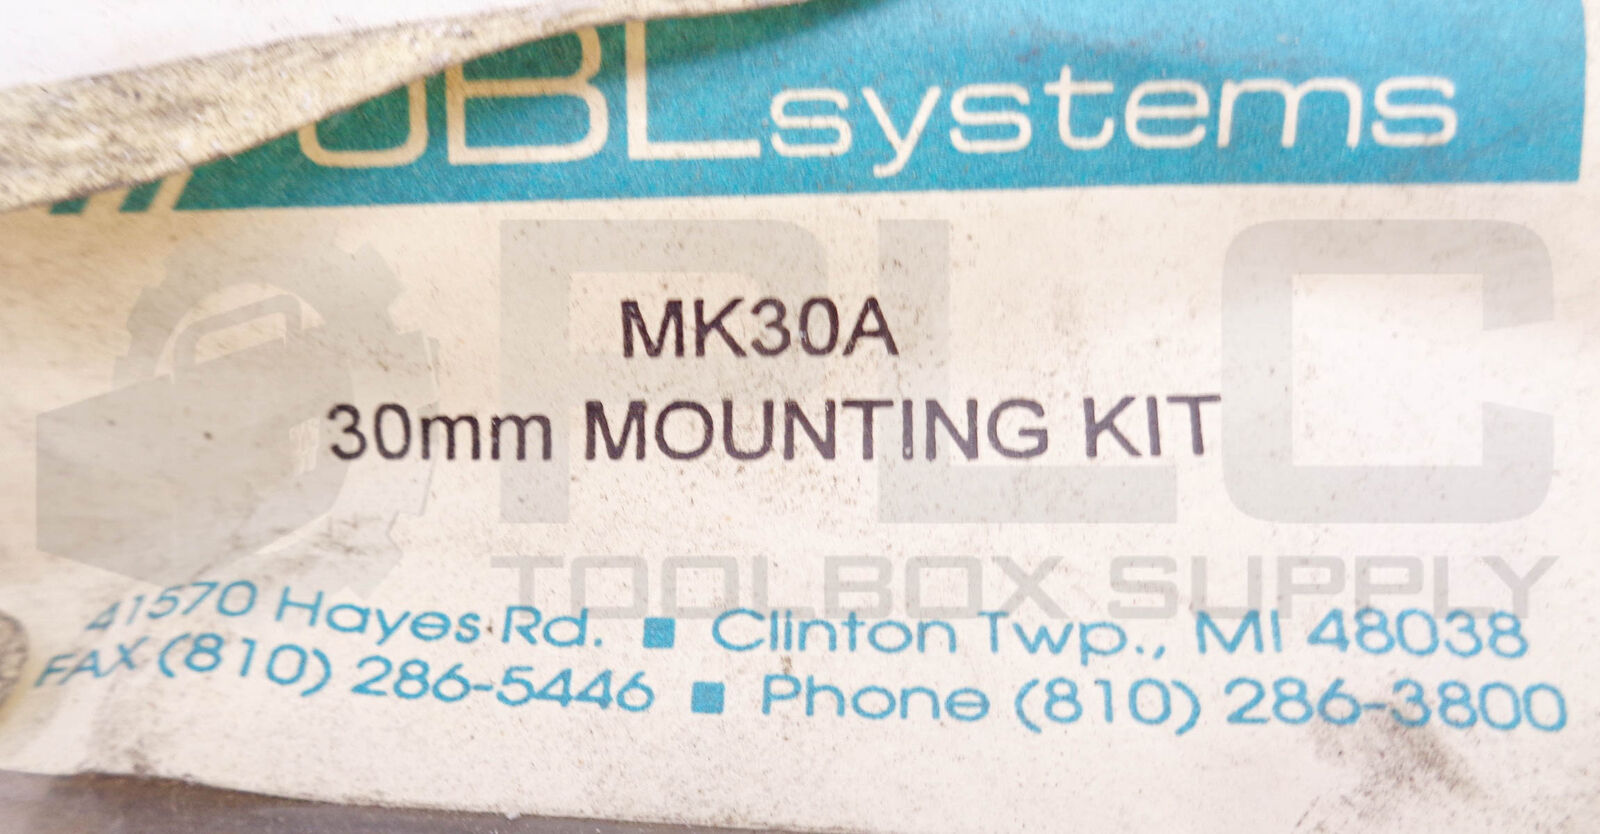 JBLsystems
MK30A
30mm MOUNTING KIT
PLC
TOOLBOX SUPPLY
41570 Hayes Rd. ■ Clinton Twp., MI 48038
FAX (810) 286-5446 ■ Phone (810) 286-3800